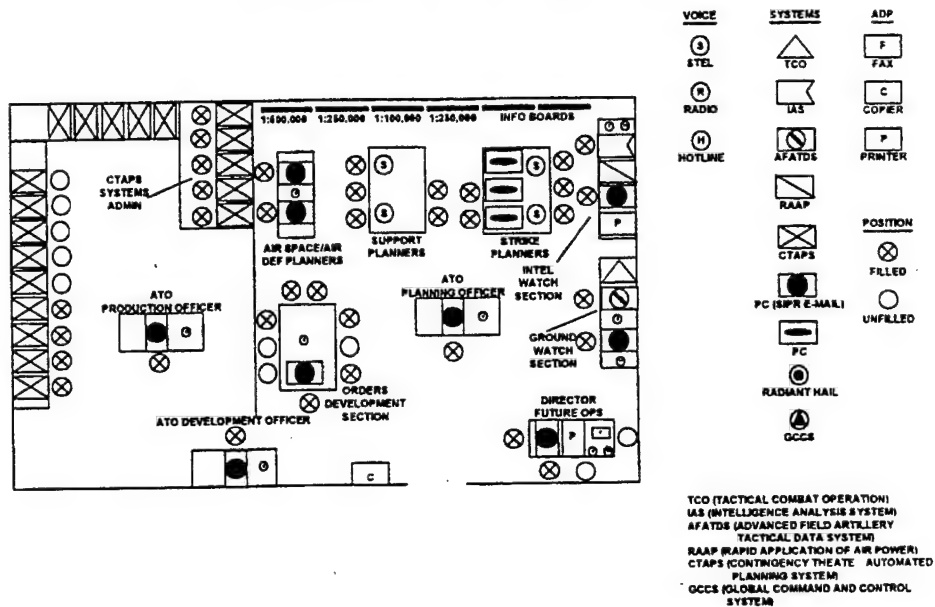 VOICE SYSTEMS ADP
S F
STEL TCO FAX
R C
RADIO IAS COPIER
H P
HOTLINE AFATDS PRINTER
RAAP
POSITION
CTAPS FILLED
PC (SIPR E-MAIL) UNFILLED
PC
RADIANT HAIL
GCCS
1:500,000 1:250,000 1:100,000 1:250,000 INFO BOARDS
CTAPS
SYSTEMS
ADMIN
S S
S S
P
AIR SPACE/AIR
DEF PLANNERS
SUPPORT
PLANNERS
STRIKE
PLANNERS
INTEL
WATCH
SECTION
ATO
PRODUCTION OFFICER
ATO
PLANNING OFFICER
GROUND
WATCH
SECTION
ORDERS
DEVELOPMENT
SECTION
ATO DEVELOPMENT OFFICER
DIRECTOR
FUTURE OPS
P
C
TCO (TACTICAL COMBAT OPERATION)
IAS (INTELLIGENCE ANALYSIS SYSTEM)
AFATDS (ADVANCED FIELD ARTILLERY
TACTICAL DATA SYSTEM)
RAAP (RAPID APPLICATION OF AIR POWER)
CTAPS (CONTINGENCY THEATE AUTOMATED
PLANNING SYSTEM)
GCCS (GLOBAL COMMAND AND CONTROL
SYSTEM)